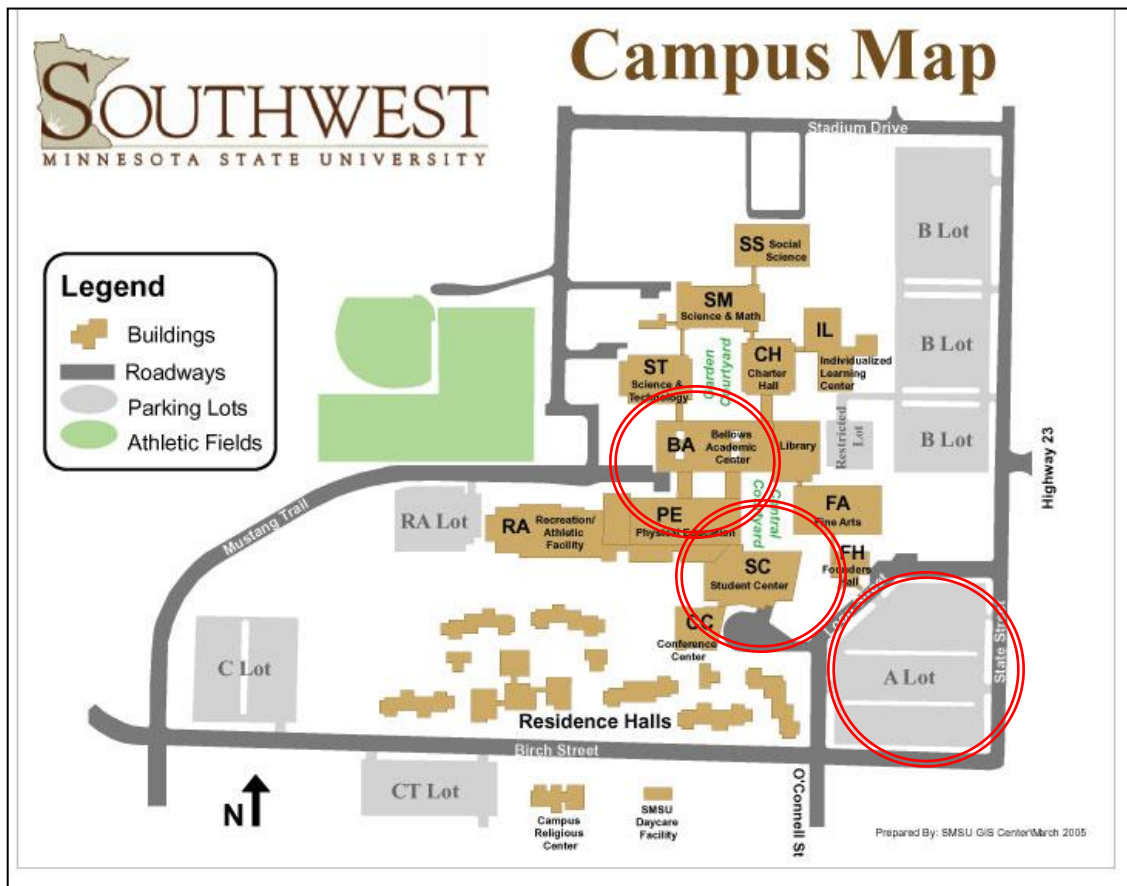 SOUTHWEST
MINNESOTA STATE UNIVERSITY
Campus Map
Stadium Drive
Legend
Buildings
Roadways
Parking Lots
Athletic Fields
SS Social
Science
SM
Science & Math
IL
Individualized
Learning
Center
CH
Charter
Hall
ST
Science &
Technology
Garden
Courtyard
B Lot
B Lot
B Lot
Restricted
Lot
BA
Bellows
Academic
Center
Library
Highway 23
Central
Courtyard
FA
Fine Arts
PE
Physical Education
RA
Recreation/
Athletic
Facility
RA Lot
Mustang Trail
SC
Student Center
FH
Founders
Hall
CC
Conference
Center
State Street
A Lot
C Lot
Residence Halls
Birch Street
CT Lot
N
Campus
Religious
Center
SMSU
Daycare
Facility
O'Connell St
Prepared By: SMSU GIS Center\March 2005